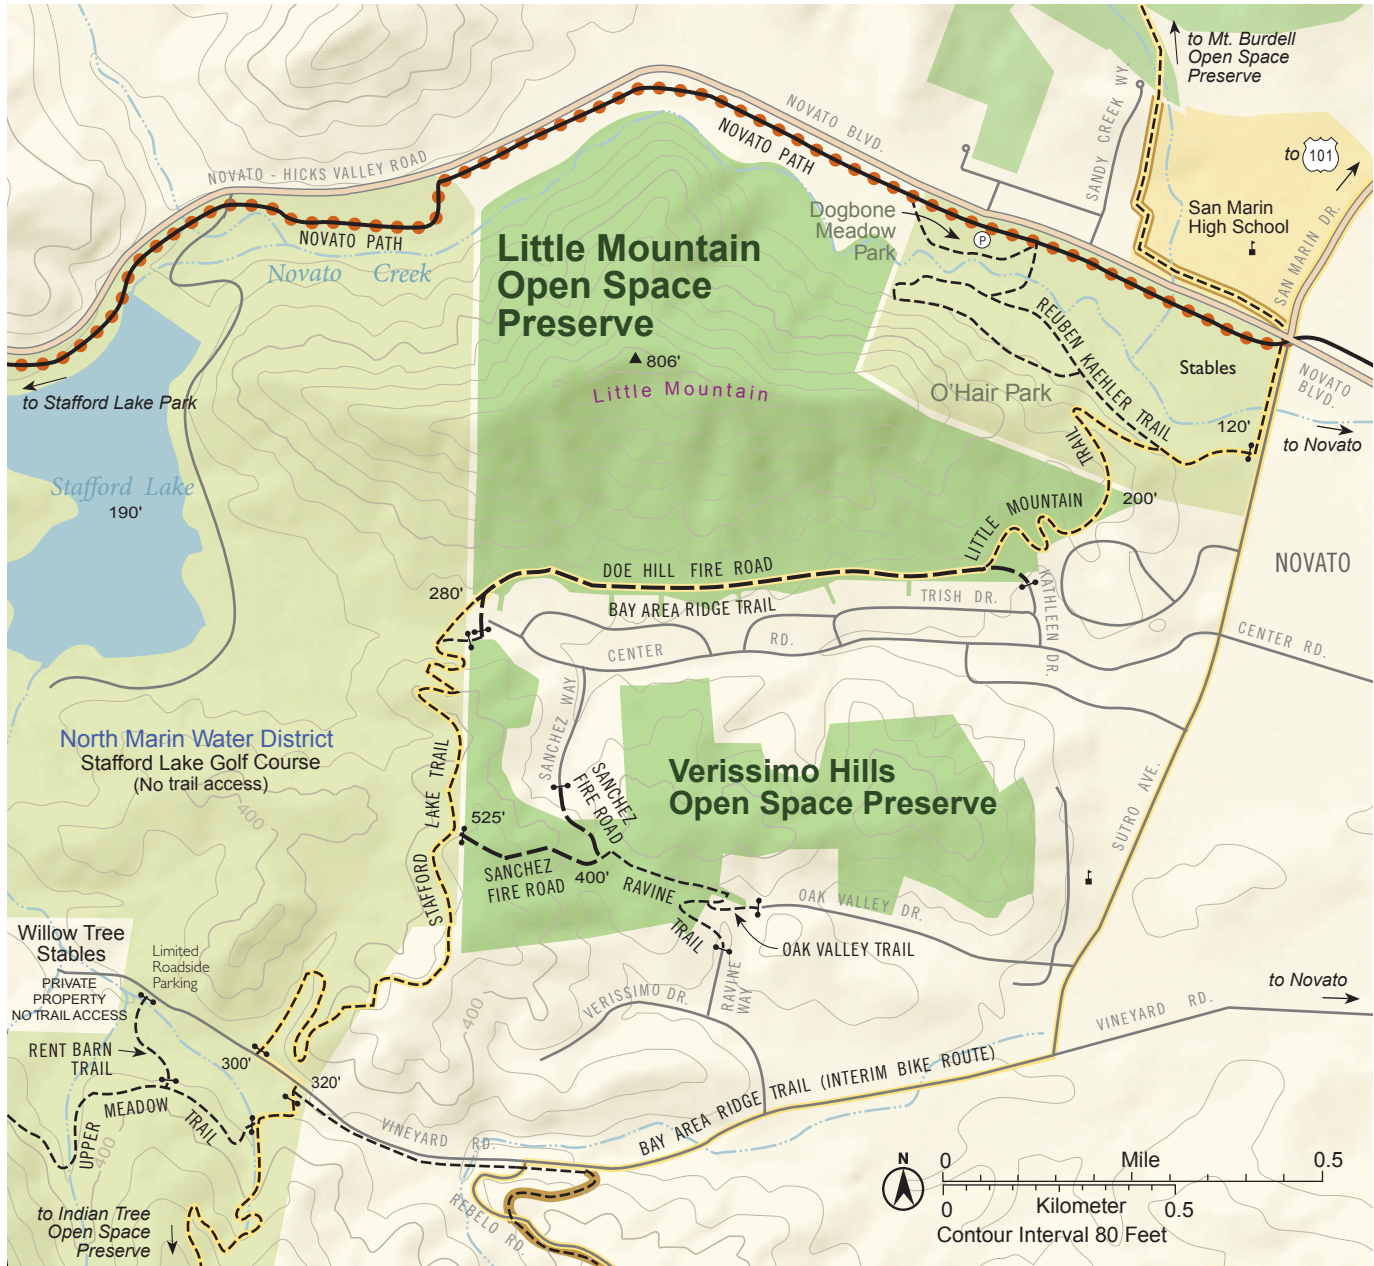 to Mt. Burdell
Open Space
Preserve
NOVATO BLVD.
NOVATO PATH
SANDY CREEK WY.
to 101
NOVATO - HICKS VALLEY ROAD
San Marin
High School
SAN MARIN DR.
Dogbone
Meadow
Park
P
NOVATO PATH
Novato Creek
Little Mountain
Open Space
Preserve
806'
Little Mountain
REUBEN KAEHLER TRAIL
Stables
O'Hair Park
NOVATO
BLVD.
to Stafford Lake Park
120'
to Novato
Stafford Lake
190'
LITTLE MOUNTAIN TRAIL
200'
NOVATO
DOE HILL FIRE ROAD
280'
BAY AREA RIDGE TRAIL
TRISH DR.
KATHLEEN DR.
CENTER RD.
CENTER RD.
SANCHEZ WAY
North Marin Water District
Stafford Lake Golf Course
(No trail access)
400
STAFFORD LAKE TRAIL
SANCHEZ
FIRE ROAD
Verissimo Hills
Open Space Preserve
SUTRO AVE.
525'
SANCHEZ
FIRE ROAD
400'
RAVINE
TRAIL
OAK VALLEY DR.
OAK VALLEY TRAIL
Willow Tree
Stables
PRIVATE
PROPERTY
NO TRAIL ACCESS
Limited
Roadside
Parking
RAVINE
WAY
VERISSIMO DR.
400
to Novato
VINEYARD RD.
RENT BARN
TRAIL
300'
320'
UPPER MEADOW TRAIL
400
VINEYARD RD.
BAY AREA RIDGE TRAIL (INTERIM BIKE ROUTE)
REBELO RD.
to Indian Tree
Open Space
Preserve
N
0 Mile 0.5
0 Kilometer 0.5
Contour Interval 80 Feet